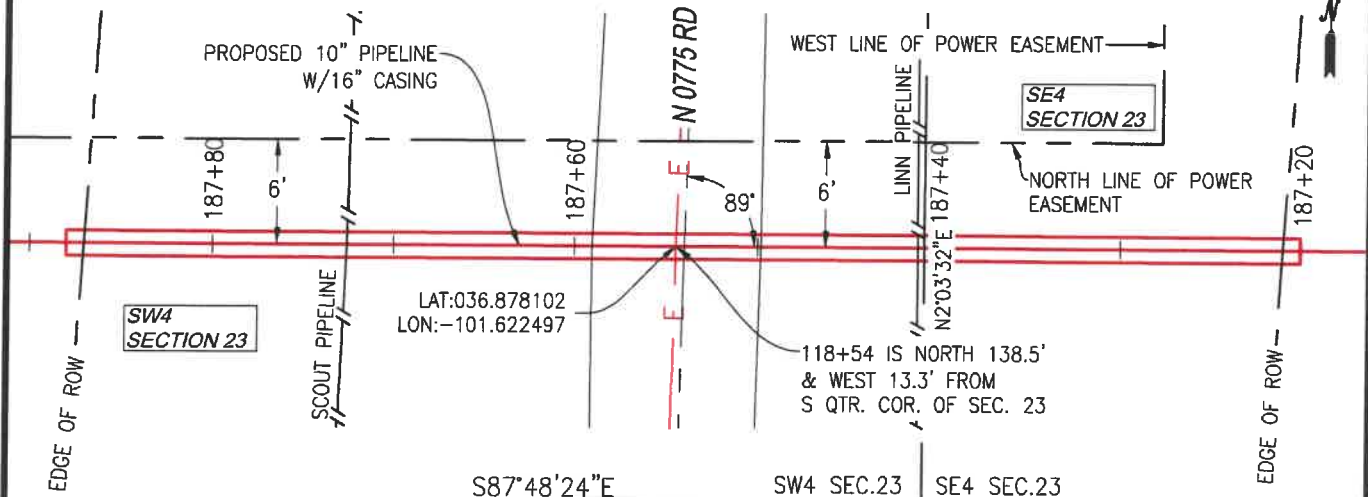 N
PROPOSED 10" PIPELINE
W/16" CASING
N 0775 RD
WEST LINE OF POWER EASEMENT
LINN PIPELINE
SE4
SECTION 23
187+80
6'
187+60
E
89°
6'
187+40
NORTH LINE OF POWER
EASEMENT
187+20
SW4
SECTION 23
SCOUT PIPELINE
LAT:036.878102
LON:-101.622497
E
N2°03'32"E
118+54 IS NORTH 138.5'
& WEST 13.3' FROM
S QTR. COR. OF SEC. 23
EDGE OF ROW
EDGE OF ROW
S87°48'24"E
SW4 SEC.23
SE4 SEC.23